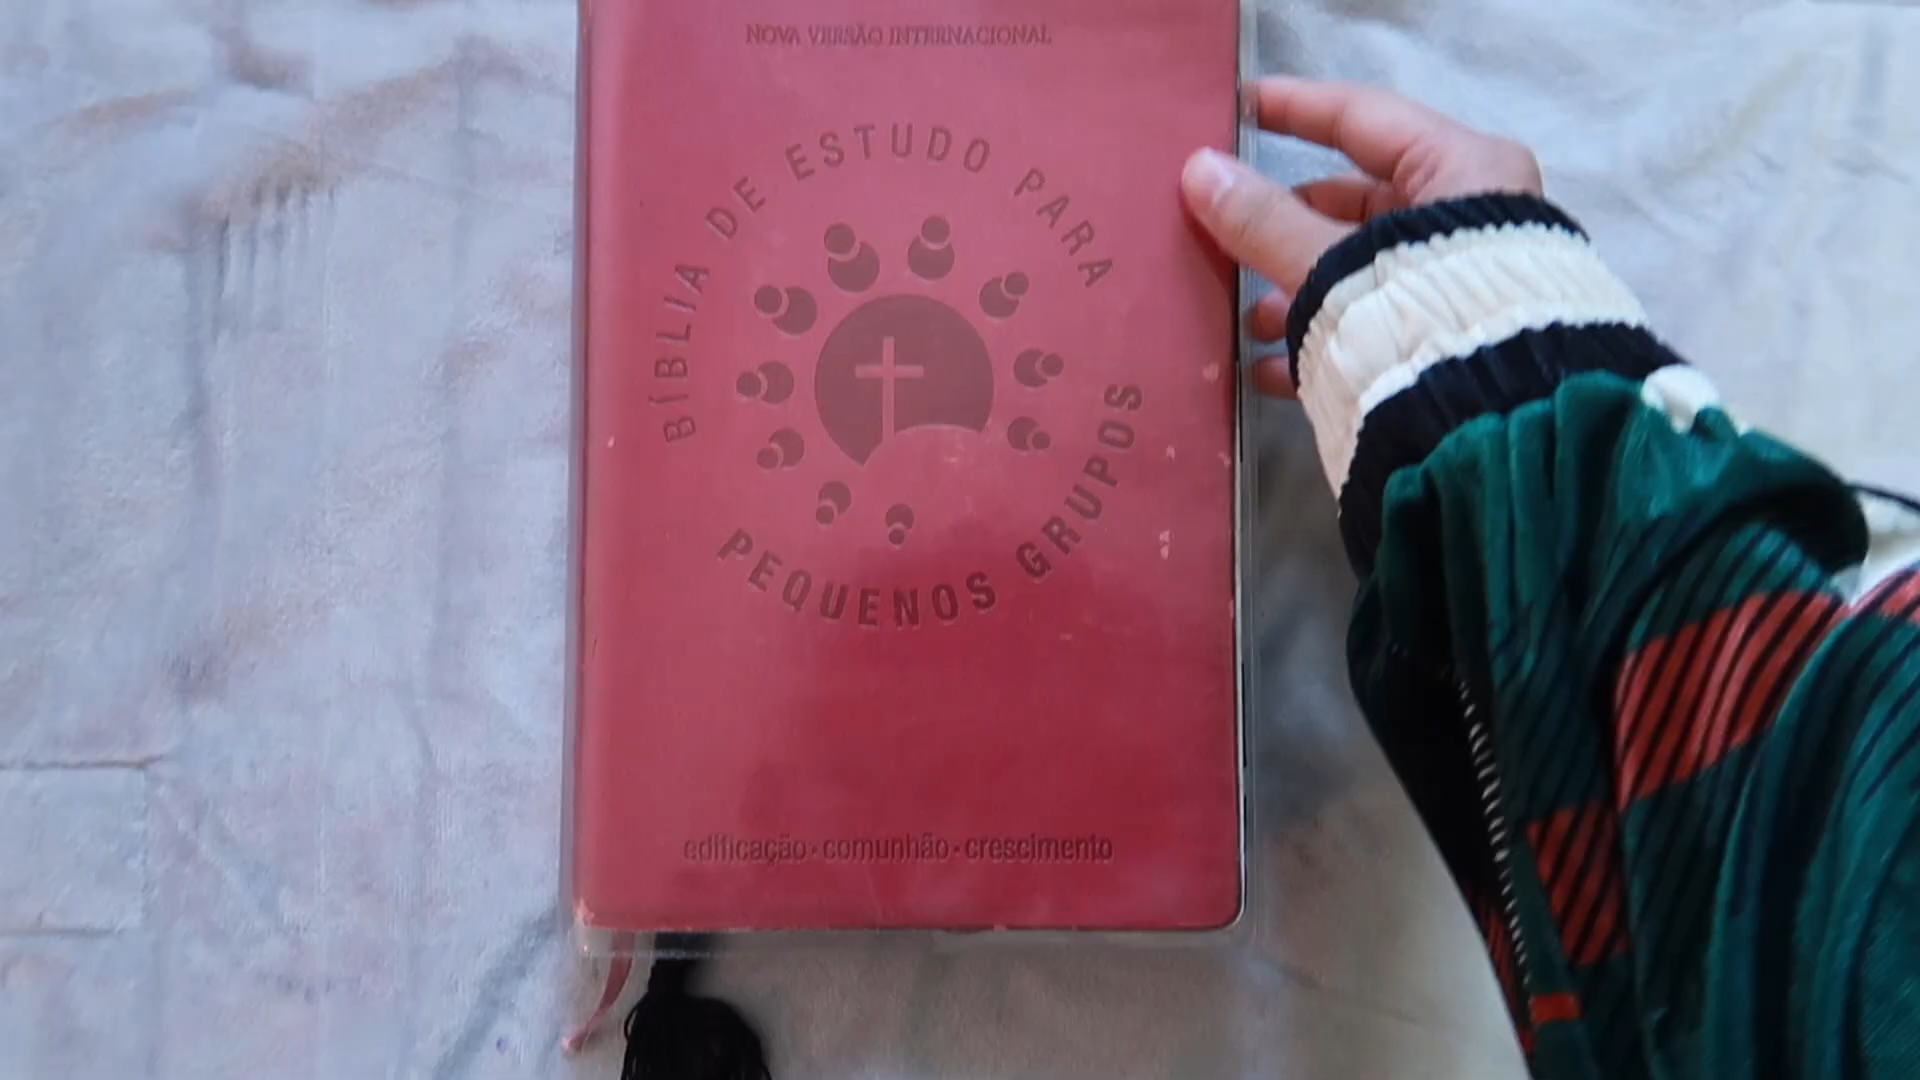 NOVA VERSÃO INTERNACIONAL
BÍBLIA DE ESTUDO PARA
PEQUENOS GRUPOS
edificação · comunhão · crescimento